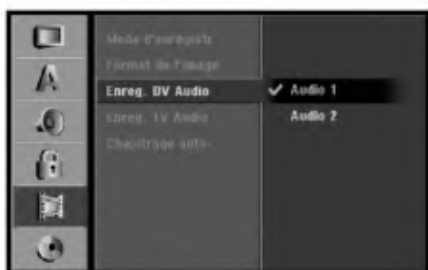 Mode d'enregistr
Format de l'image
Enreg. DV Audio
✓ Audio 1
Audio 2
Enreg. TV Audio
Chapitrage auto-